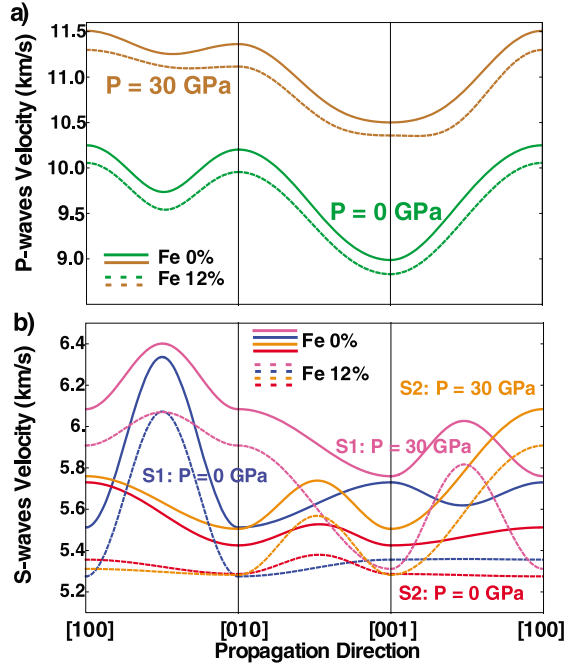 a)
11.5
11.0
10.5
10.0
9.5
9.0
P-waves Velocity (km/s)
P = 30 GPa
P = 0 GPa
Fe 0%
Fe 12%
b)
6.4
6.2
6.
5.8
5.6
5.4
5.2
S-waves Velocity (km/s)
Fe 0%
Fe 12%
S2: P = 30 GPa
S1: P = 30 GPa
S1: P = 0 GPa
S2: P = 0 GPa
[100] [010] [001] [100]
Propagation Direction